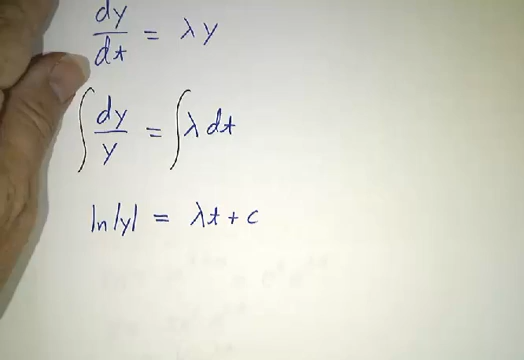 dy/dt = λy
∫ dy/y = ∫ λ dt
ln|y| = λt + c